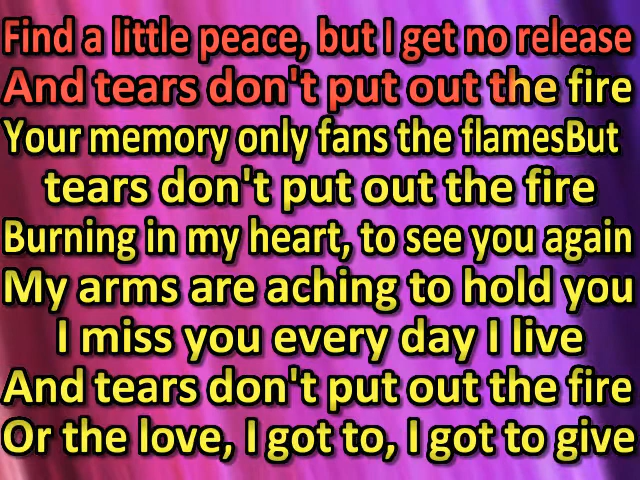 Find a little peace, but I get no release
And tears don't put out the fire
Your memory only fans the flamesBut
tears don't put out the fire
Burning in my heart, to see you again
My arms are aching to hold you
I miss you every day I live
And tears don't put out the fire
Or the love, I got to, I got to give